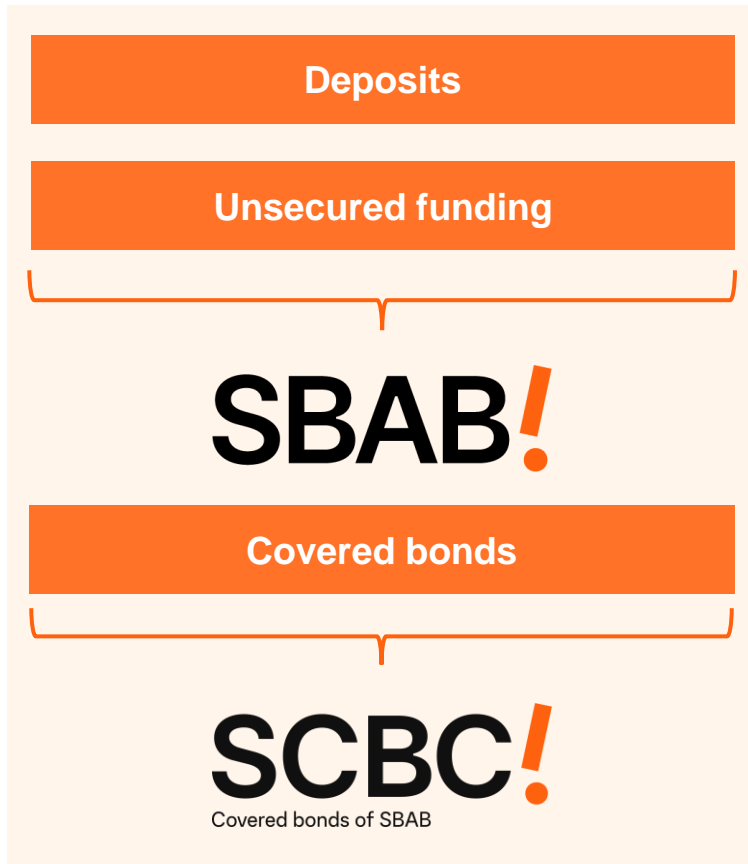 Deposits
Unsecured funding
SBAB!
Covered bonds
SCBC!
Covered bonds of SBAB